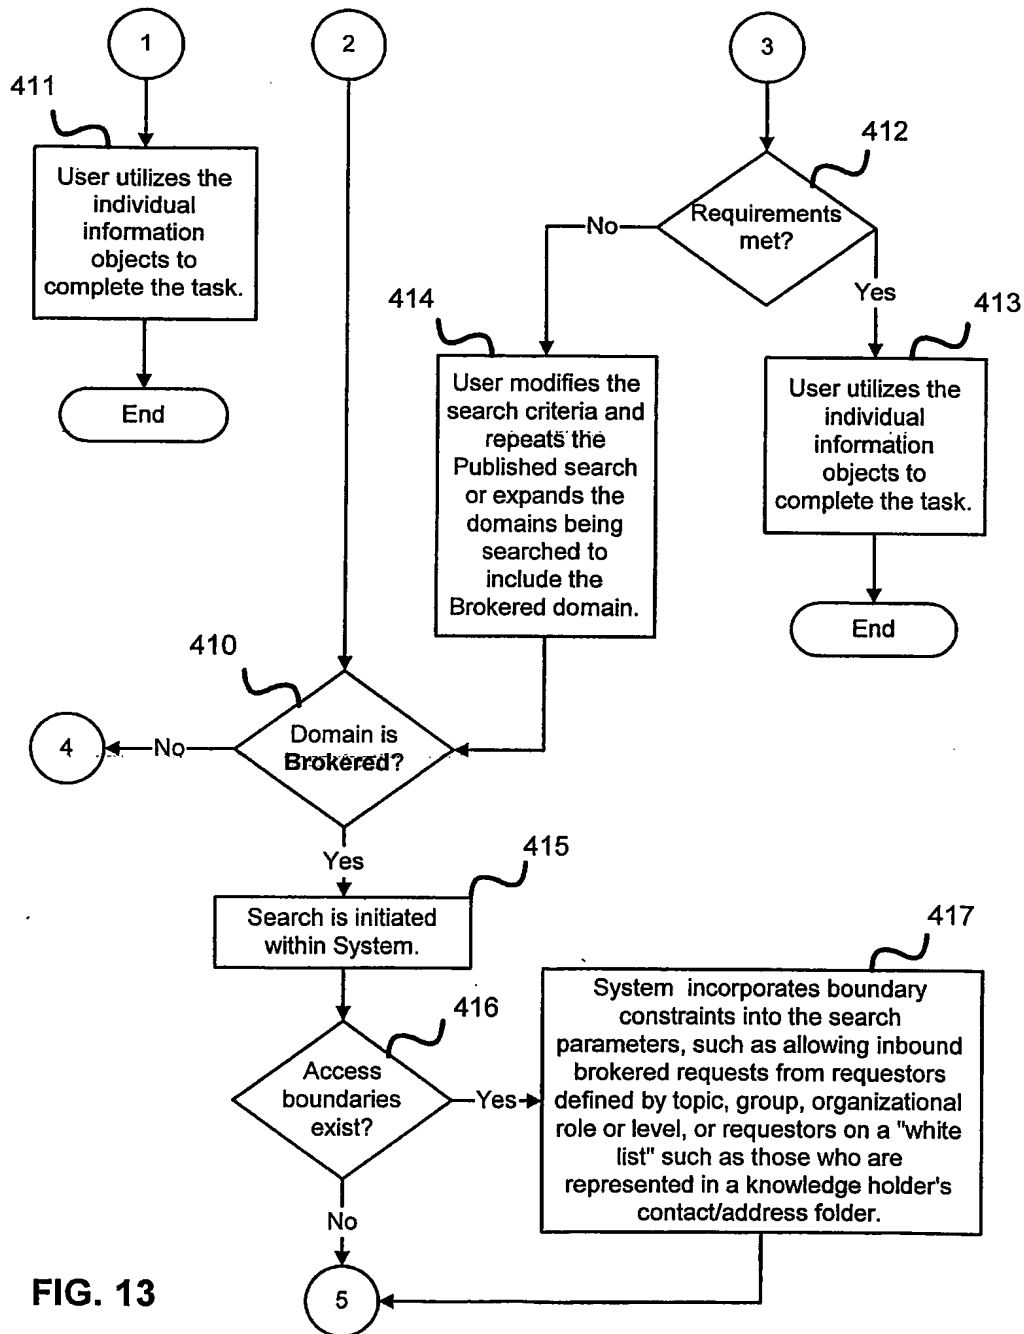 1
2
3
411
412
User utilizes the
individual
information
objects to
complete the task.
Requirements
met?
No
Yes
414
413
End
User modifies the
search criteria and
repeats the
Published search
or expands the
domains being
searched to
include the
Brokered domain.
User utilizes the
individual
information
objects to
complete the task.
End
410
Domain is
Brokered?
No
4
Yes
415
Search is initiated
within System.
417
416
Access
boundaries
exist?
Yes
System incorporates boundary
constraints into the search
parameters, such as allowing inbound
brokered requests from requestors
defined by topic, group, organizational
role or level, or requestors on a "white
list" such as those who are
represented in a knowledge holder's
contact/address folder.
No
5
FIG. 13